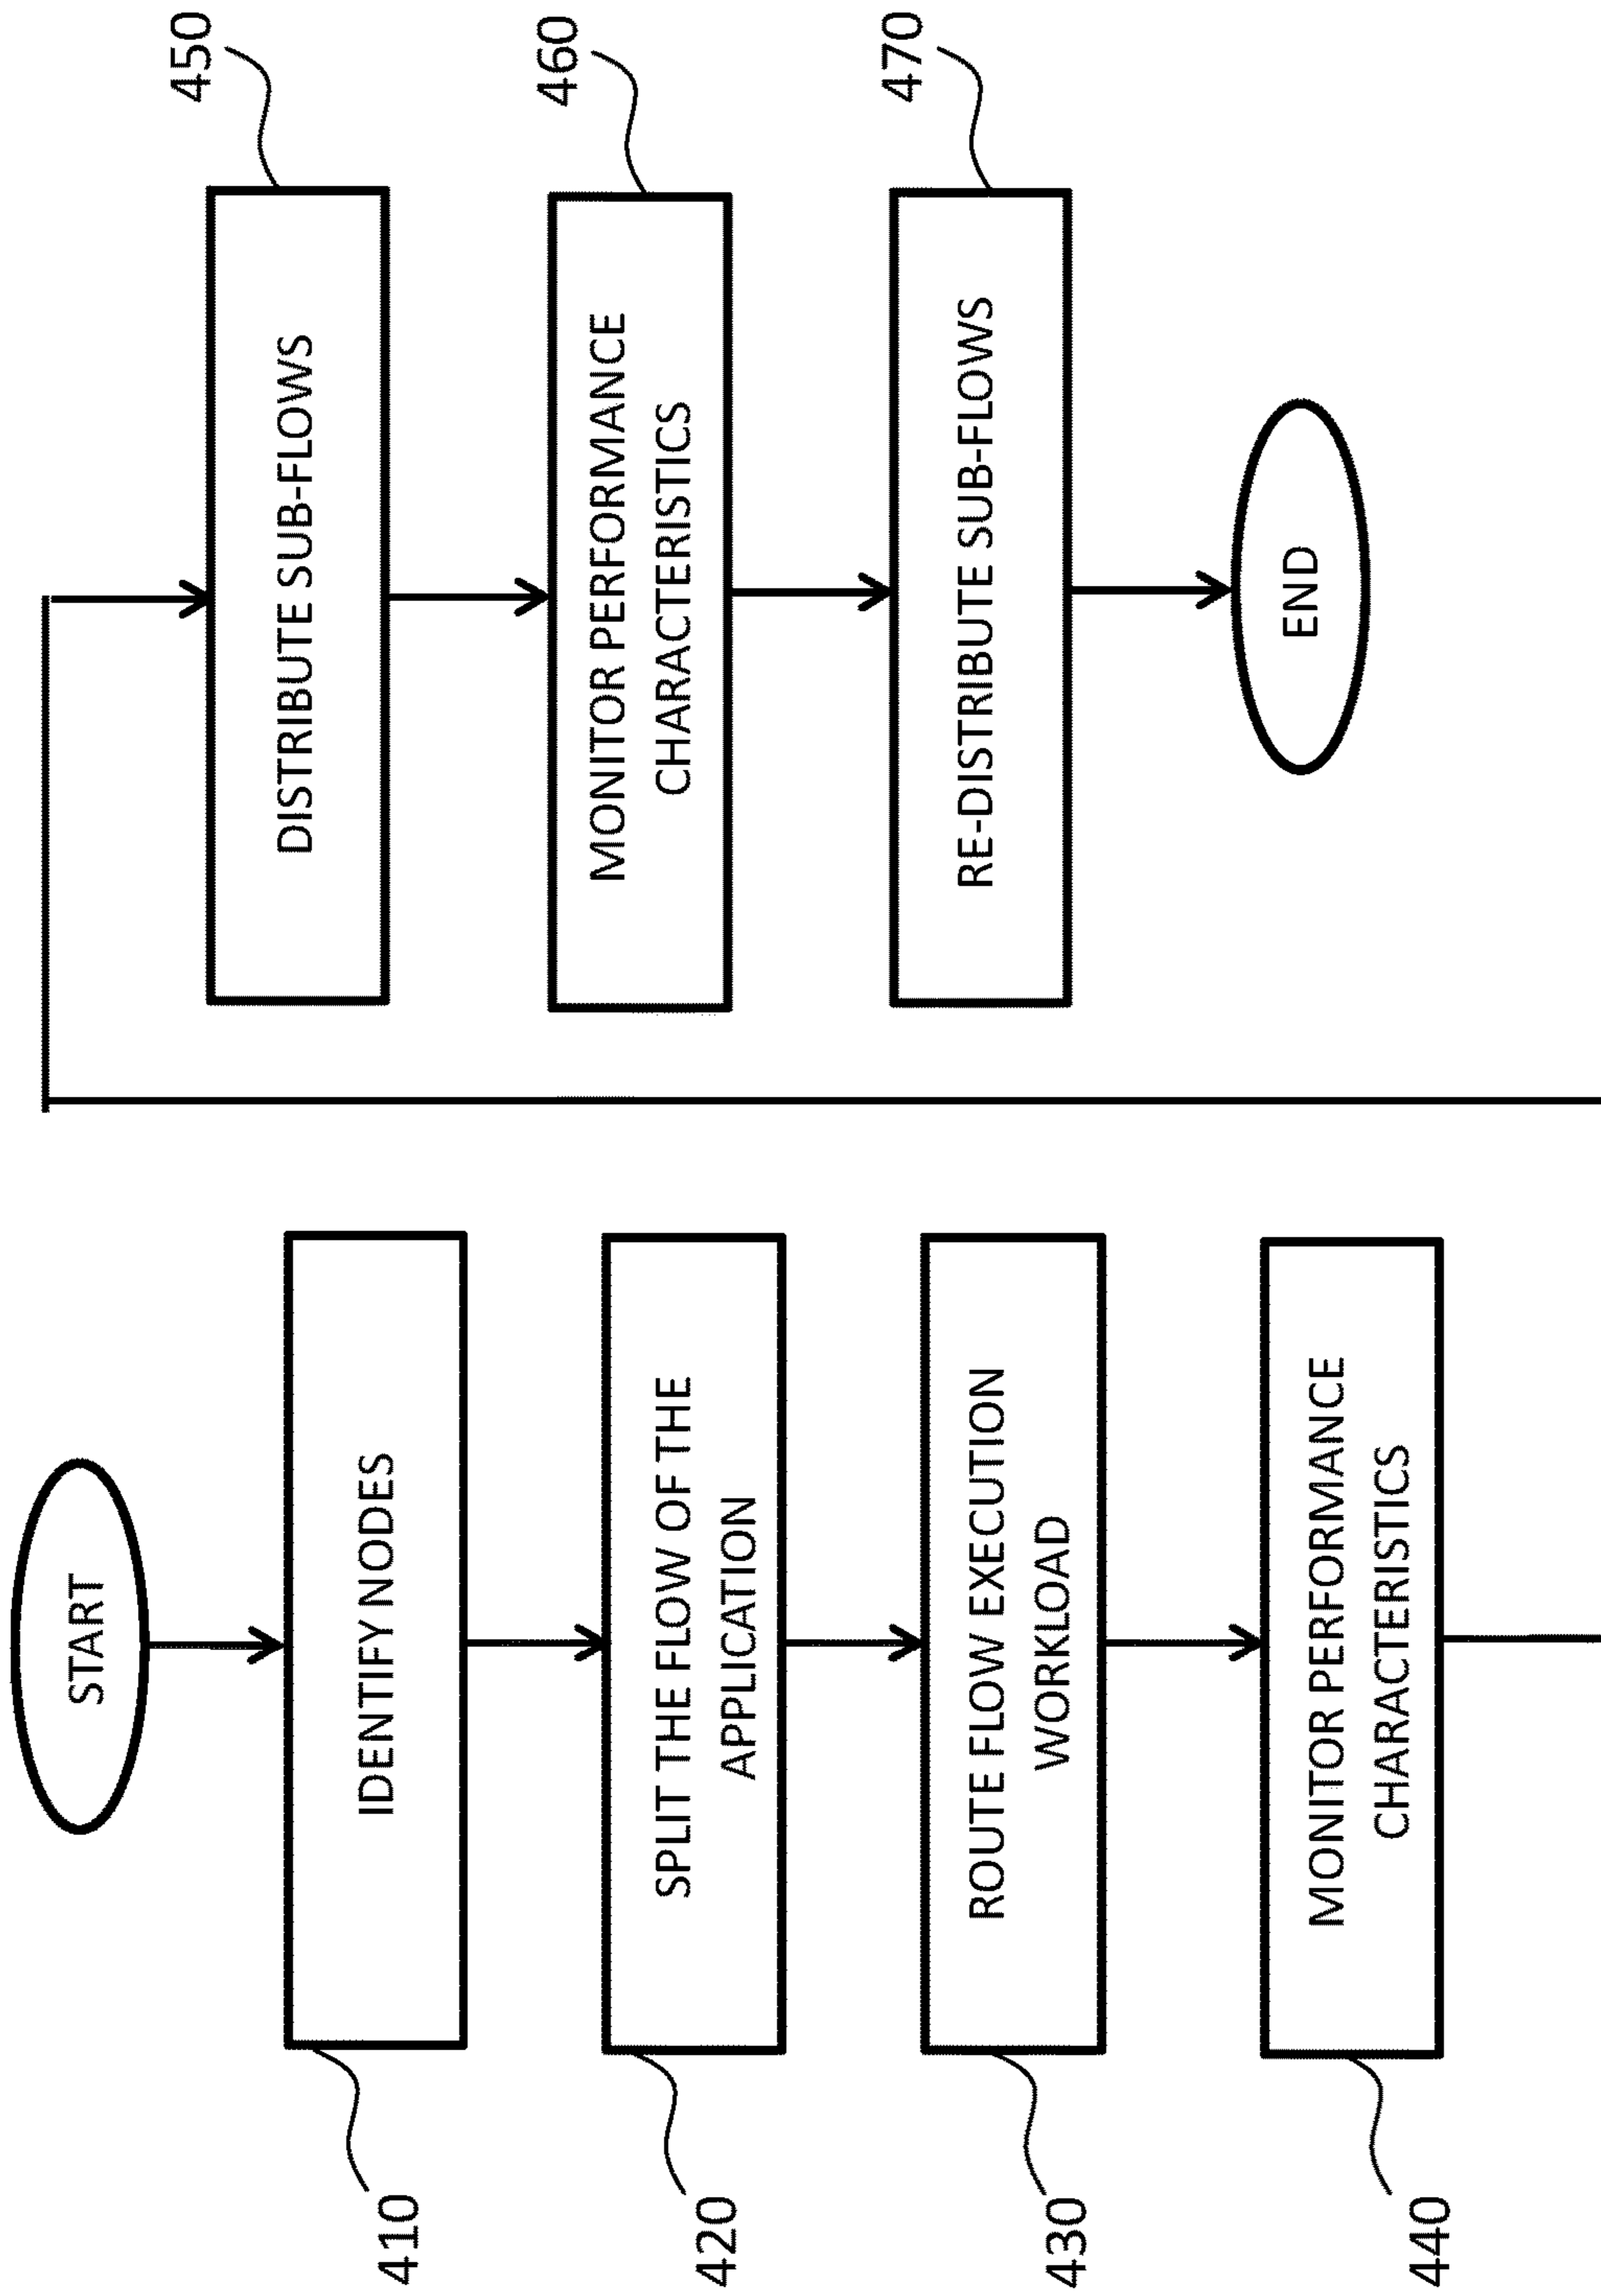 START
IDENTIFY NODES
410
SPLIT THE FLOW OF THE
APPLICATION
420
ROUTE FLOW EXECUTION
WORKLOAD
430
MONITOR PERFORMANCE
CHARACTERISTICS
440
DISTRIBUTE SUB-FLOWS
450
MONITOR PERFORMANCE
CHARACTERISTICS
460
RE-DISTRIBUTE SUB-FLOWS
470
END